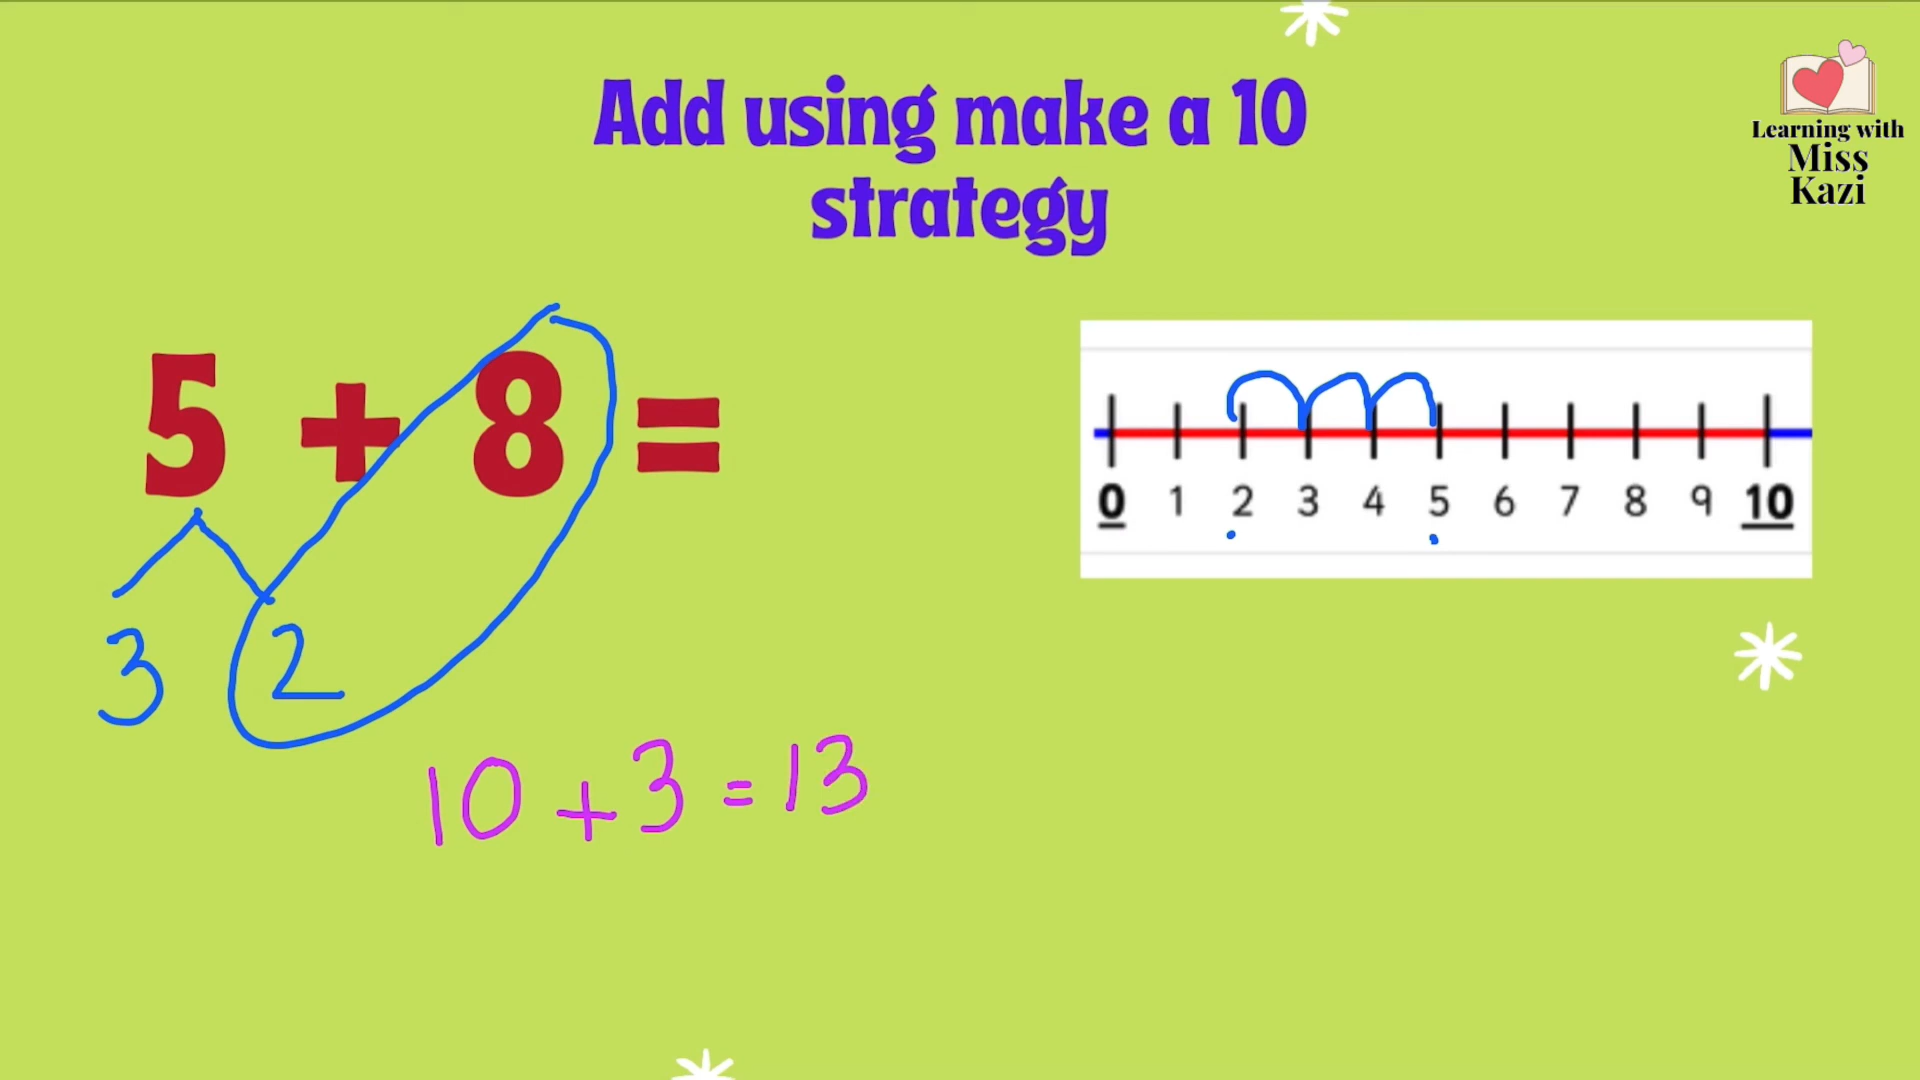 Add using make a 10
strategy
Learning with
Miss
Kazi
5 + 8 =
0 1 2 3 4 5 6 7 8 9 10
3 2
10 + 3 = 13